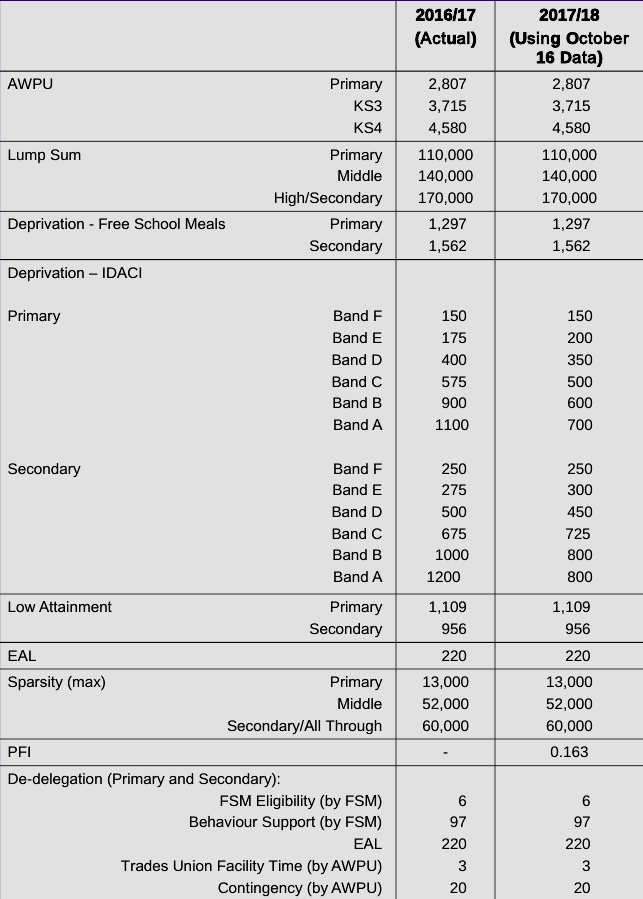 2016/17 2017/18
(Actual) (Using October
16 Data)
AWPU Primary 2,807 2,807
KS3 3,715 3,715
KS4 4,580 4,580
Lump Sum Primary 110,000 110,000
Middle 140,000 140,000
High/Secondary 170,000 170,000
Deprivation - Free School Meals Primary 1,297 1,297
Secondary 1,562 1,562
Deprivation – IDACI
Primary Band F 150 150
Band E 175 200
Band D 400 350
Band C 575 500
Band B 900 600
Band A 1100 700
Secondary Band F 250 250
Band E 275 300
Band D 500 450
Band C 675 725
Band B 1000 800
Band A 1200 800
Low Attainment Primary 1,109 1,109
Secondary 956 956
EAL 220 220
Sparsity (max) Primary 13,000 13,000
Middle 52,000 52,000
Secondary/All Through 60,000 60,000
PFI - 0.163
De-delegation (Primary and Secondary):
FSM Eligibility (by FSM) 6 6
Behaviour Support (by FSM) 97 97
EAL 220 220
Trades Union Facility Time (by AWPU) 3 3
Contingency (by AWPU) 20 20